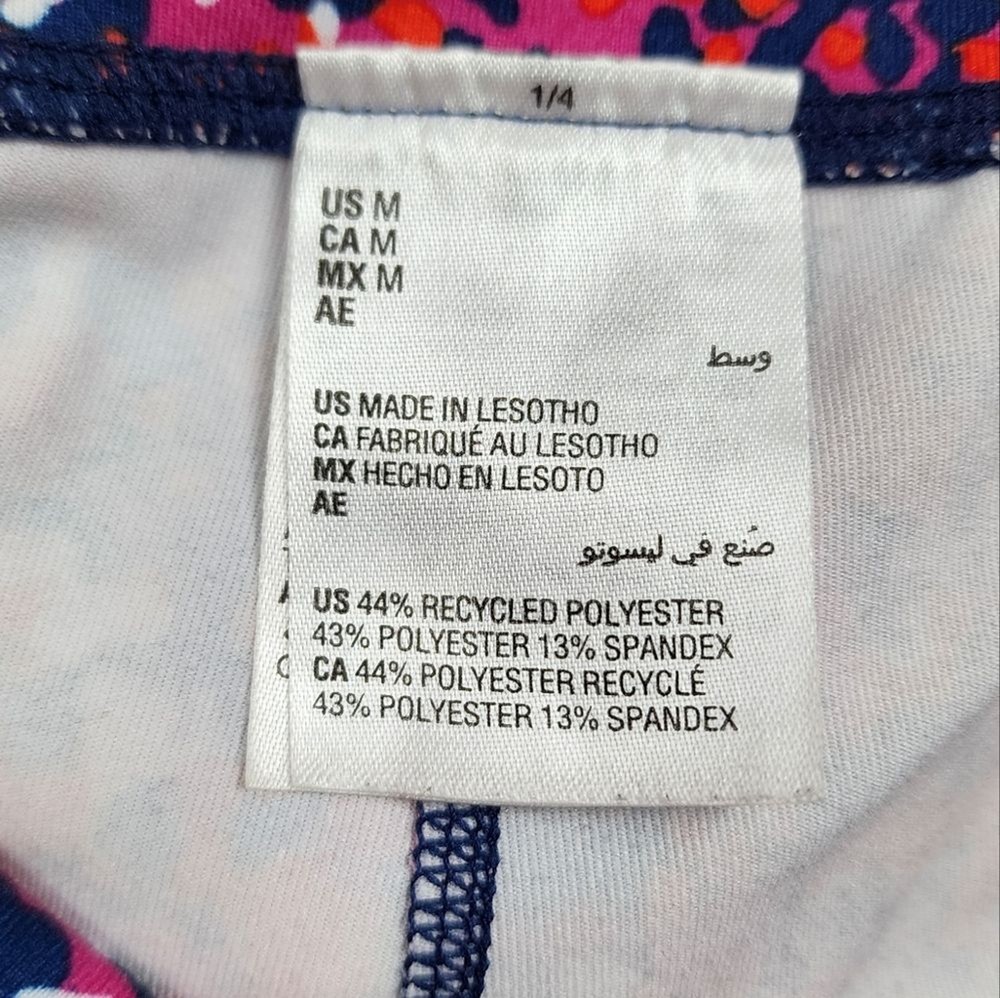 1/4
US M
CA M
MX M
AE
وسط
US MADE IN LESOTHO
CA FABRIQUÉ AU LESOTHO
MX HECHO EN LESOTO
AE
صُنع في ليسوتو
US 44% RECYCLED POLYESTER
43% POLYESTER 13% SPANDEX
CA 44% POLYESTER RECYCLÉ
43% POLYESTER 13% SPANDEX